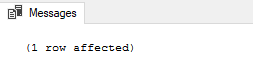 Messages
(1 row affected)